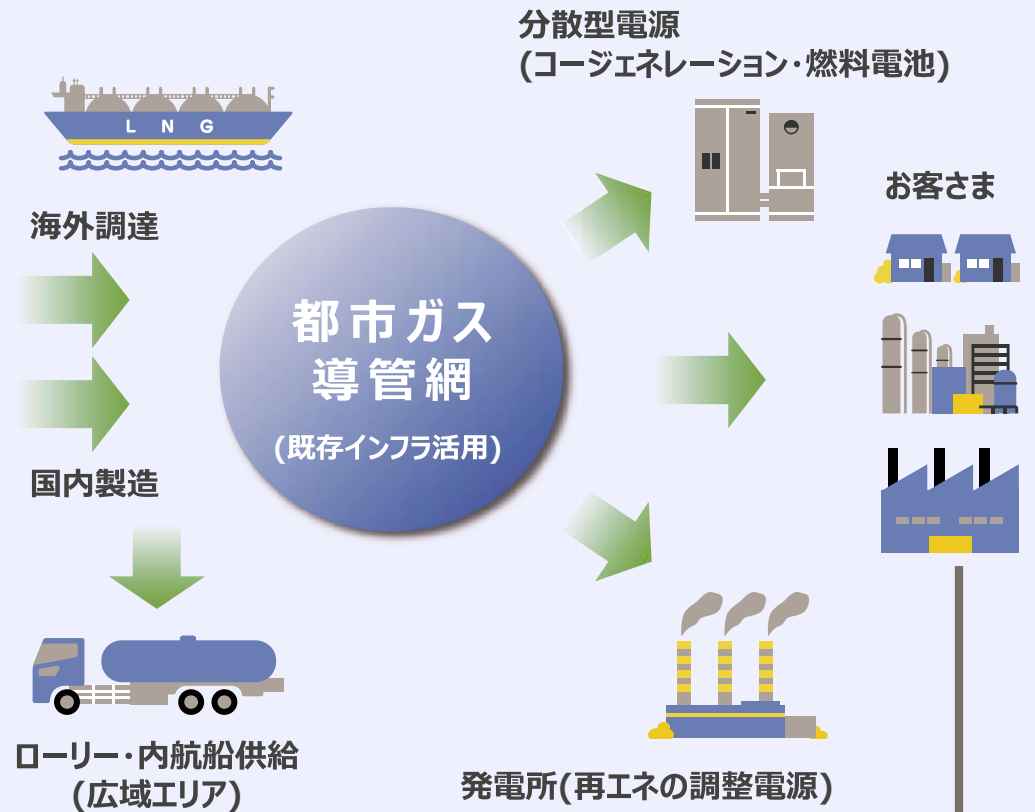 分散型電源
(コージェネレーション・燃料電池)
LNG
お客さま
海外調達
都市ガス
導管網
(既存インフラ活用)
国内製造
ローリー・内航船供給
(広域エリア)
発電所(再エネの調整電源)